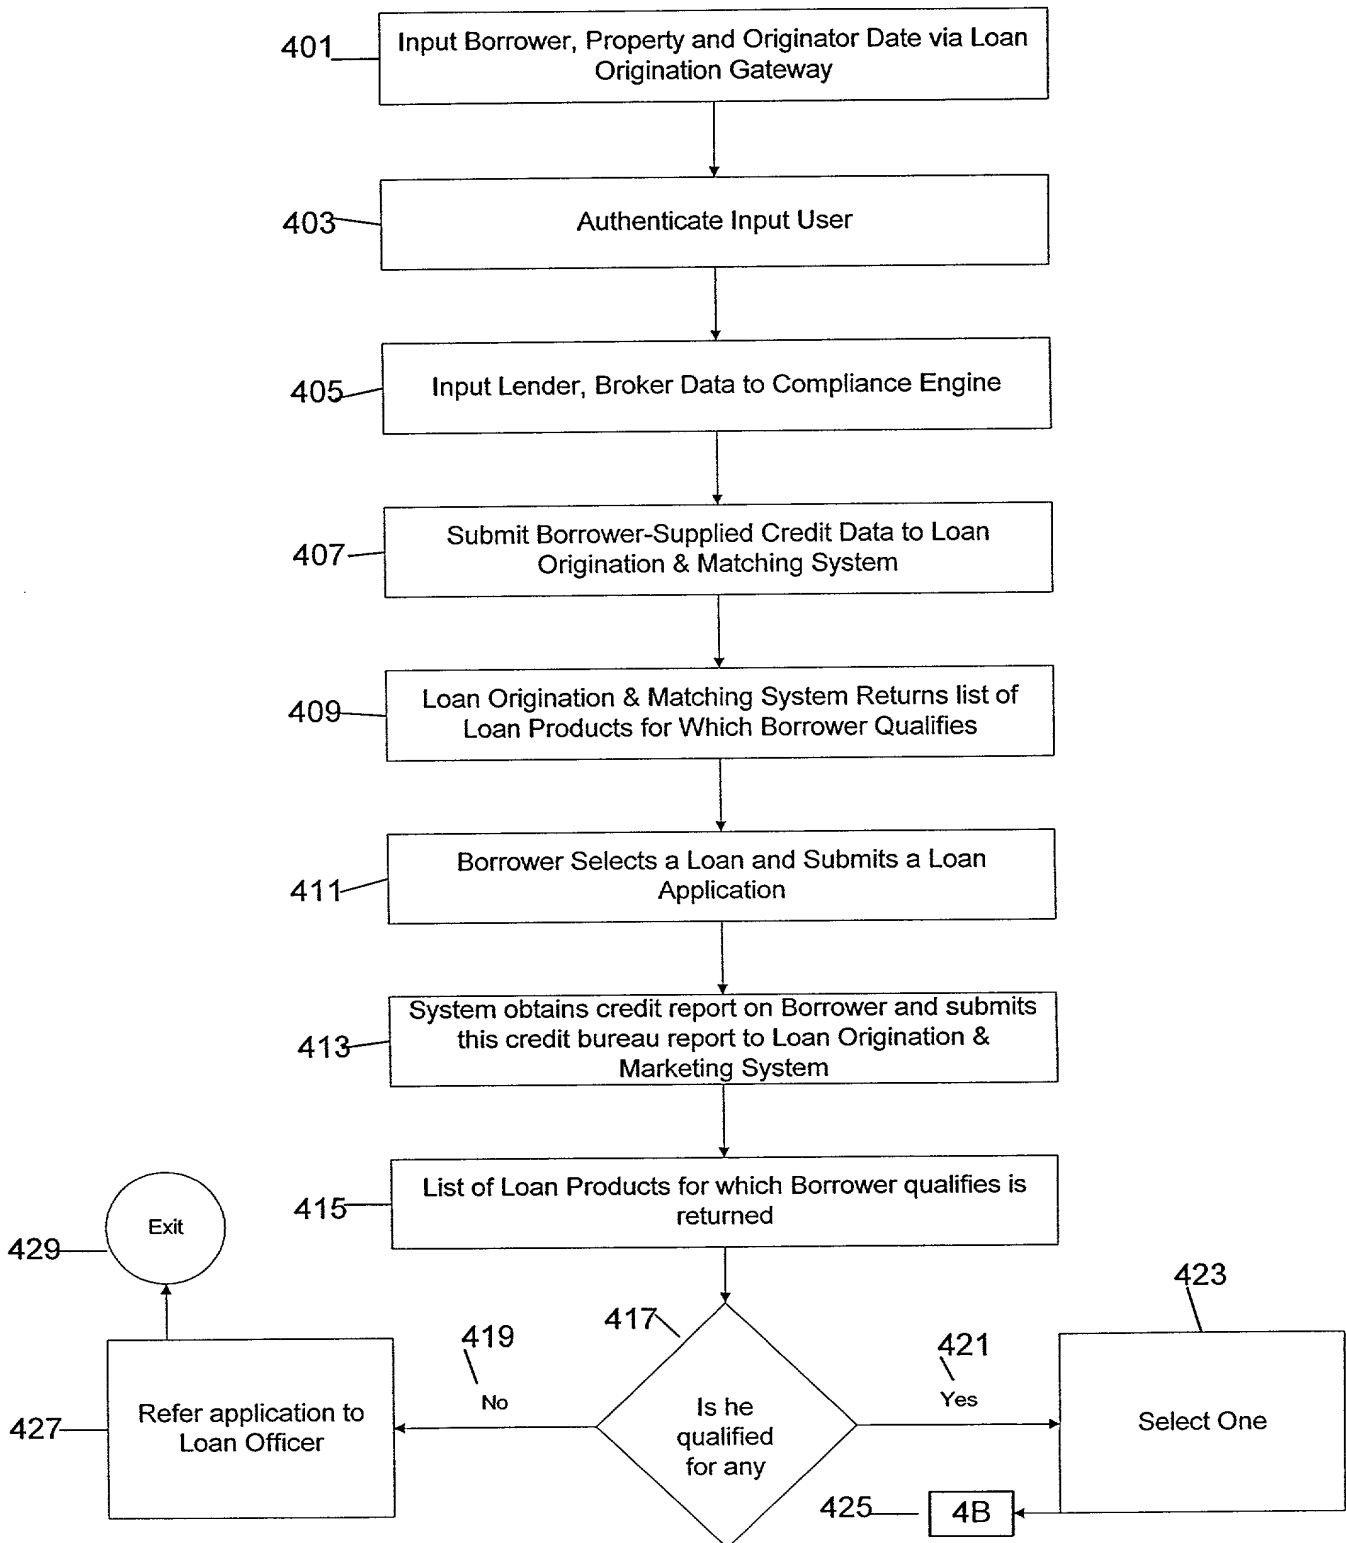 401
Input Borrower, Property and Originator Date via Loan
Origination Gateway
403
Authenticate Input User
405
Input Lender, Broker Data to Compliance Engine
407
Submit Borrower-Supplied Credit Data to Loan
Origination & Matching System
409
Loan Origination & Matching System Returns list of
Loan Products for Which Borrower Qualifies
411
Borrower Selects a Loan and Submits a Loan
Application
413
System obtains credit report on Borrower and submits
this credit bureau report to Loan Origination &
Marketing System
415
List of Loan Products for which Borrower qualifies is
returned
429
Exit
417
Is he
qualified
for any
419
No
421
Yes
423
Select One
427
Refer application to
Loan Officer
425
4B